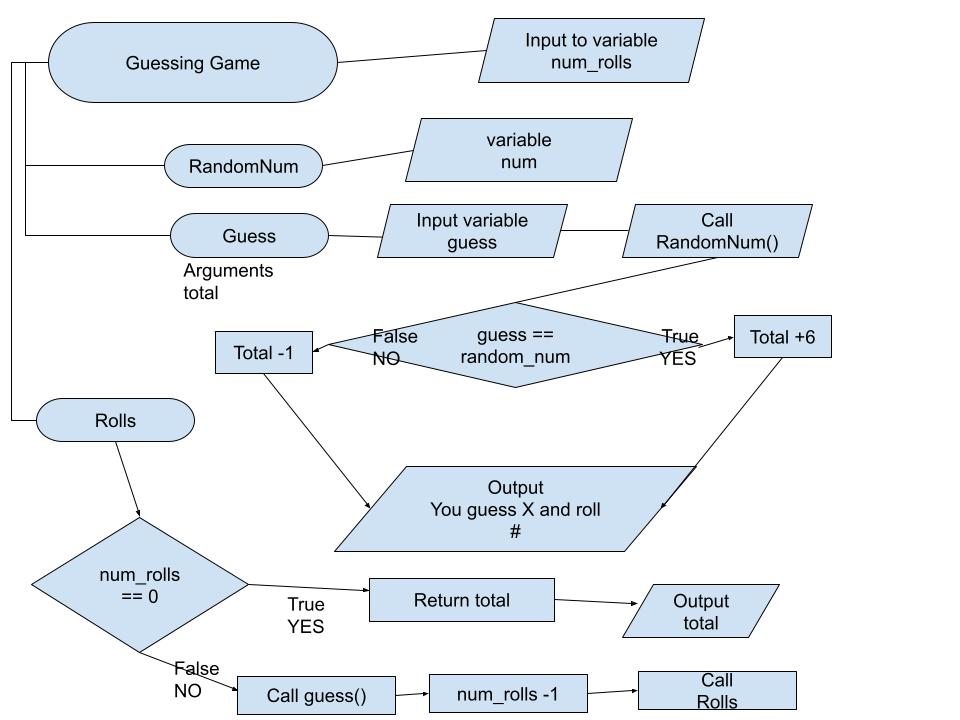 Guessing Game
Input to variable
num_rolls
RandomNum
variable
num
Guess
Arguments
total
Input variable
guess
Call
RandomNum()
Total -1
False
NO
guess ==
random_num
True
YES
Total +6
Rolls
Output
You guess X and roll
#
num_rolls
== 0
True
YES
Return total
Output
total
False
NO
Call guess()
num_rolls -1
Call
Rolls